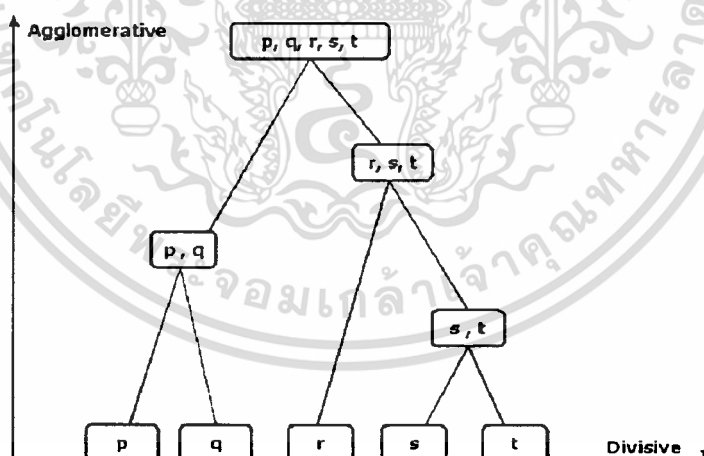 Agglomerative
p, q, r, s, t
r, s, t
p, q
s, t
p q r s t
Divisive